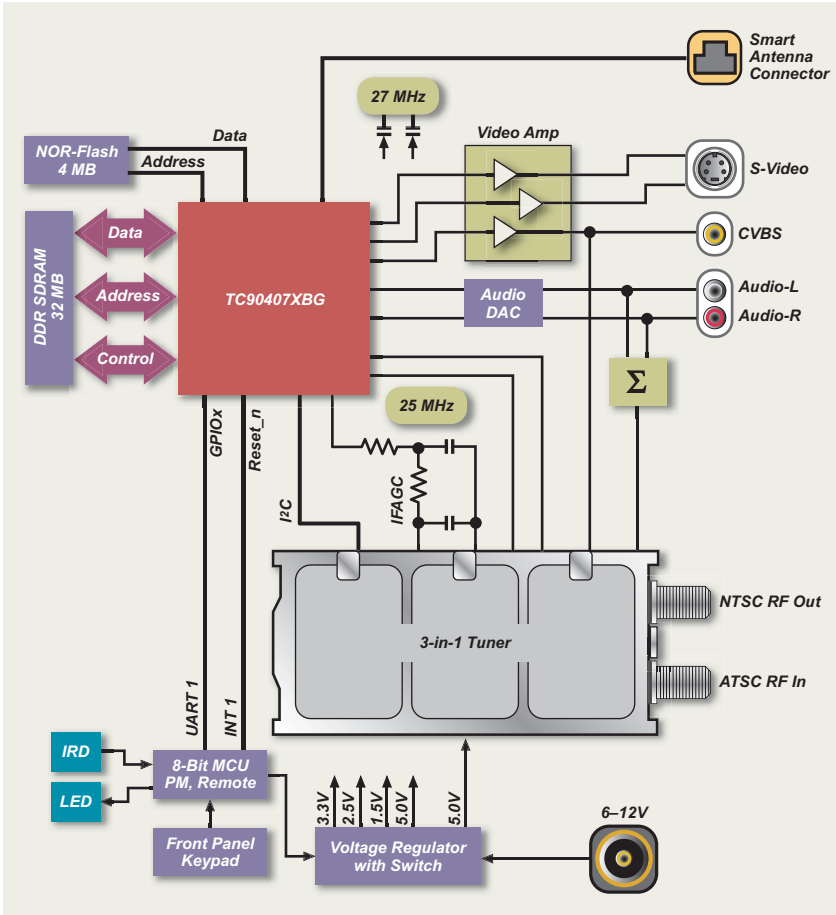 Smart
Antenna
Connector
27 MHz
Data
Video Amp
NOR-Flash
4 MB
Address
S-Video
Data
CVBS
DDR SDRAM
32 MB
Address
TC90407XBG
Audio
DAC
Audio-L
Audio-R
Control
Σ
25 MHz
GPIOx
Reset_n
I²C
IFAGC
NTSC RF Out
3-in-1 Tuner
ATSC RF In
UART 1
INT 1
IRD
8-Bit MCU
PM, Remote
LED
3.3V
2.5V
1.5V
5.0V
5.0V
6–12V
Front Panel
Keypad
Voltage Regulator
with Switch